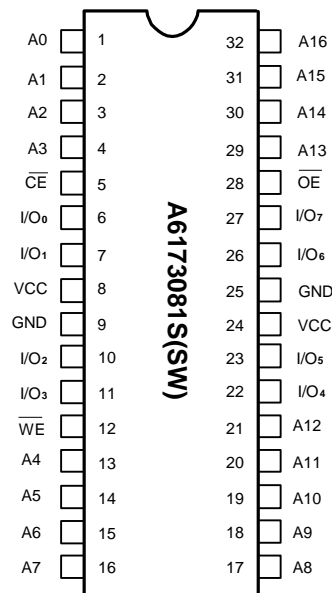 A0 1 32 A16
A1 2 31 A15
A2 3 30 A14
A3 4 29 A13
C̅E̅ 5 28 O̅E̅
I/O₀ 6 27 I/O₇
I/O₁ 7 26 I/O₆
VCC 8 25 GND
GND 9 24 VCC
I/O₂ 10 23 I/O₅
I/O₃ 11 22 I/O₄
W̅E̅ 12 21 A12
A4 13 20 A11
A5 14 19 A10
A6 15 18 A9
A7 16 17 A8
A6173081S(SW)